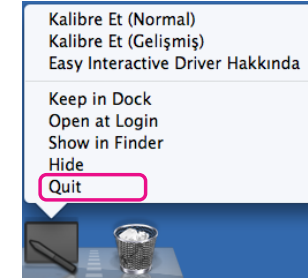 Kalibre Et (Normal)
Kalibre Et (Gelişmiş)
Easy Interactive Driver Hakkında
Keep in Dock
Open at Login
Show in Finder
Hide
Quit